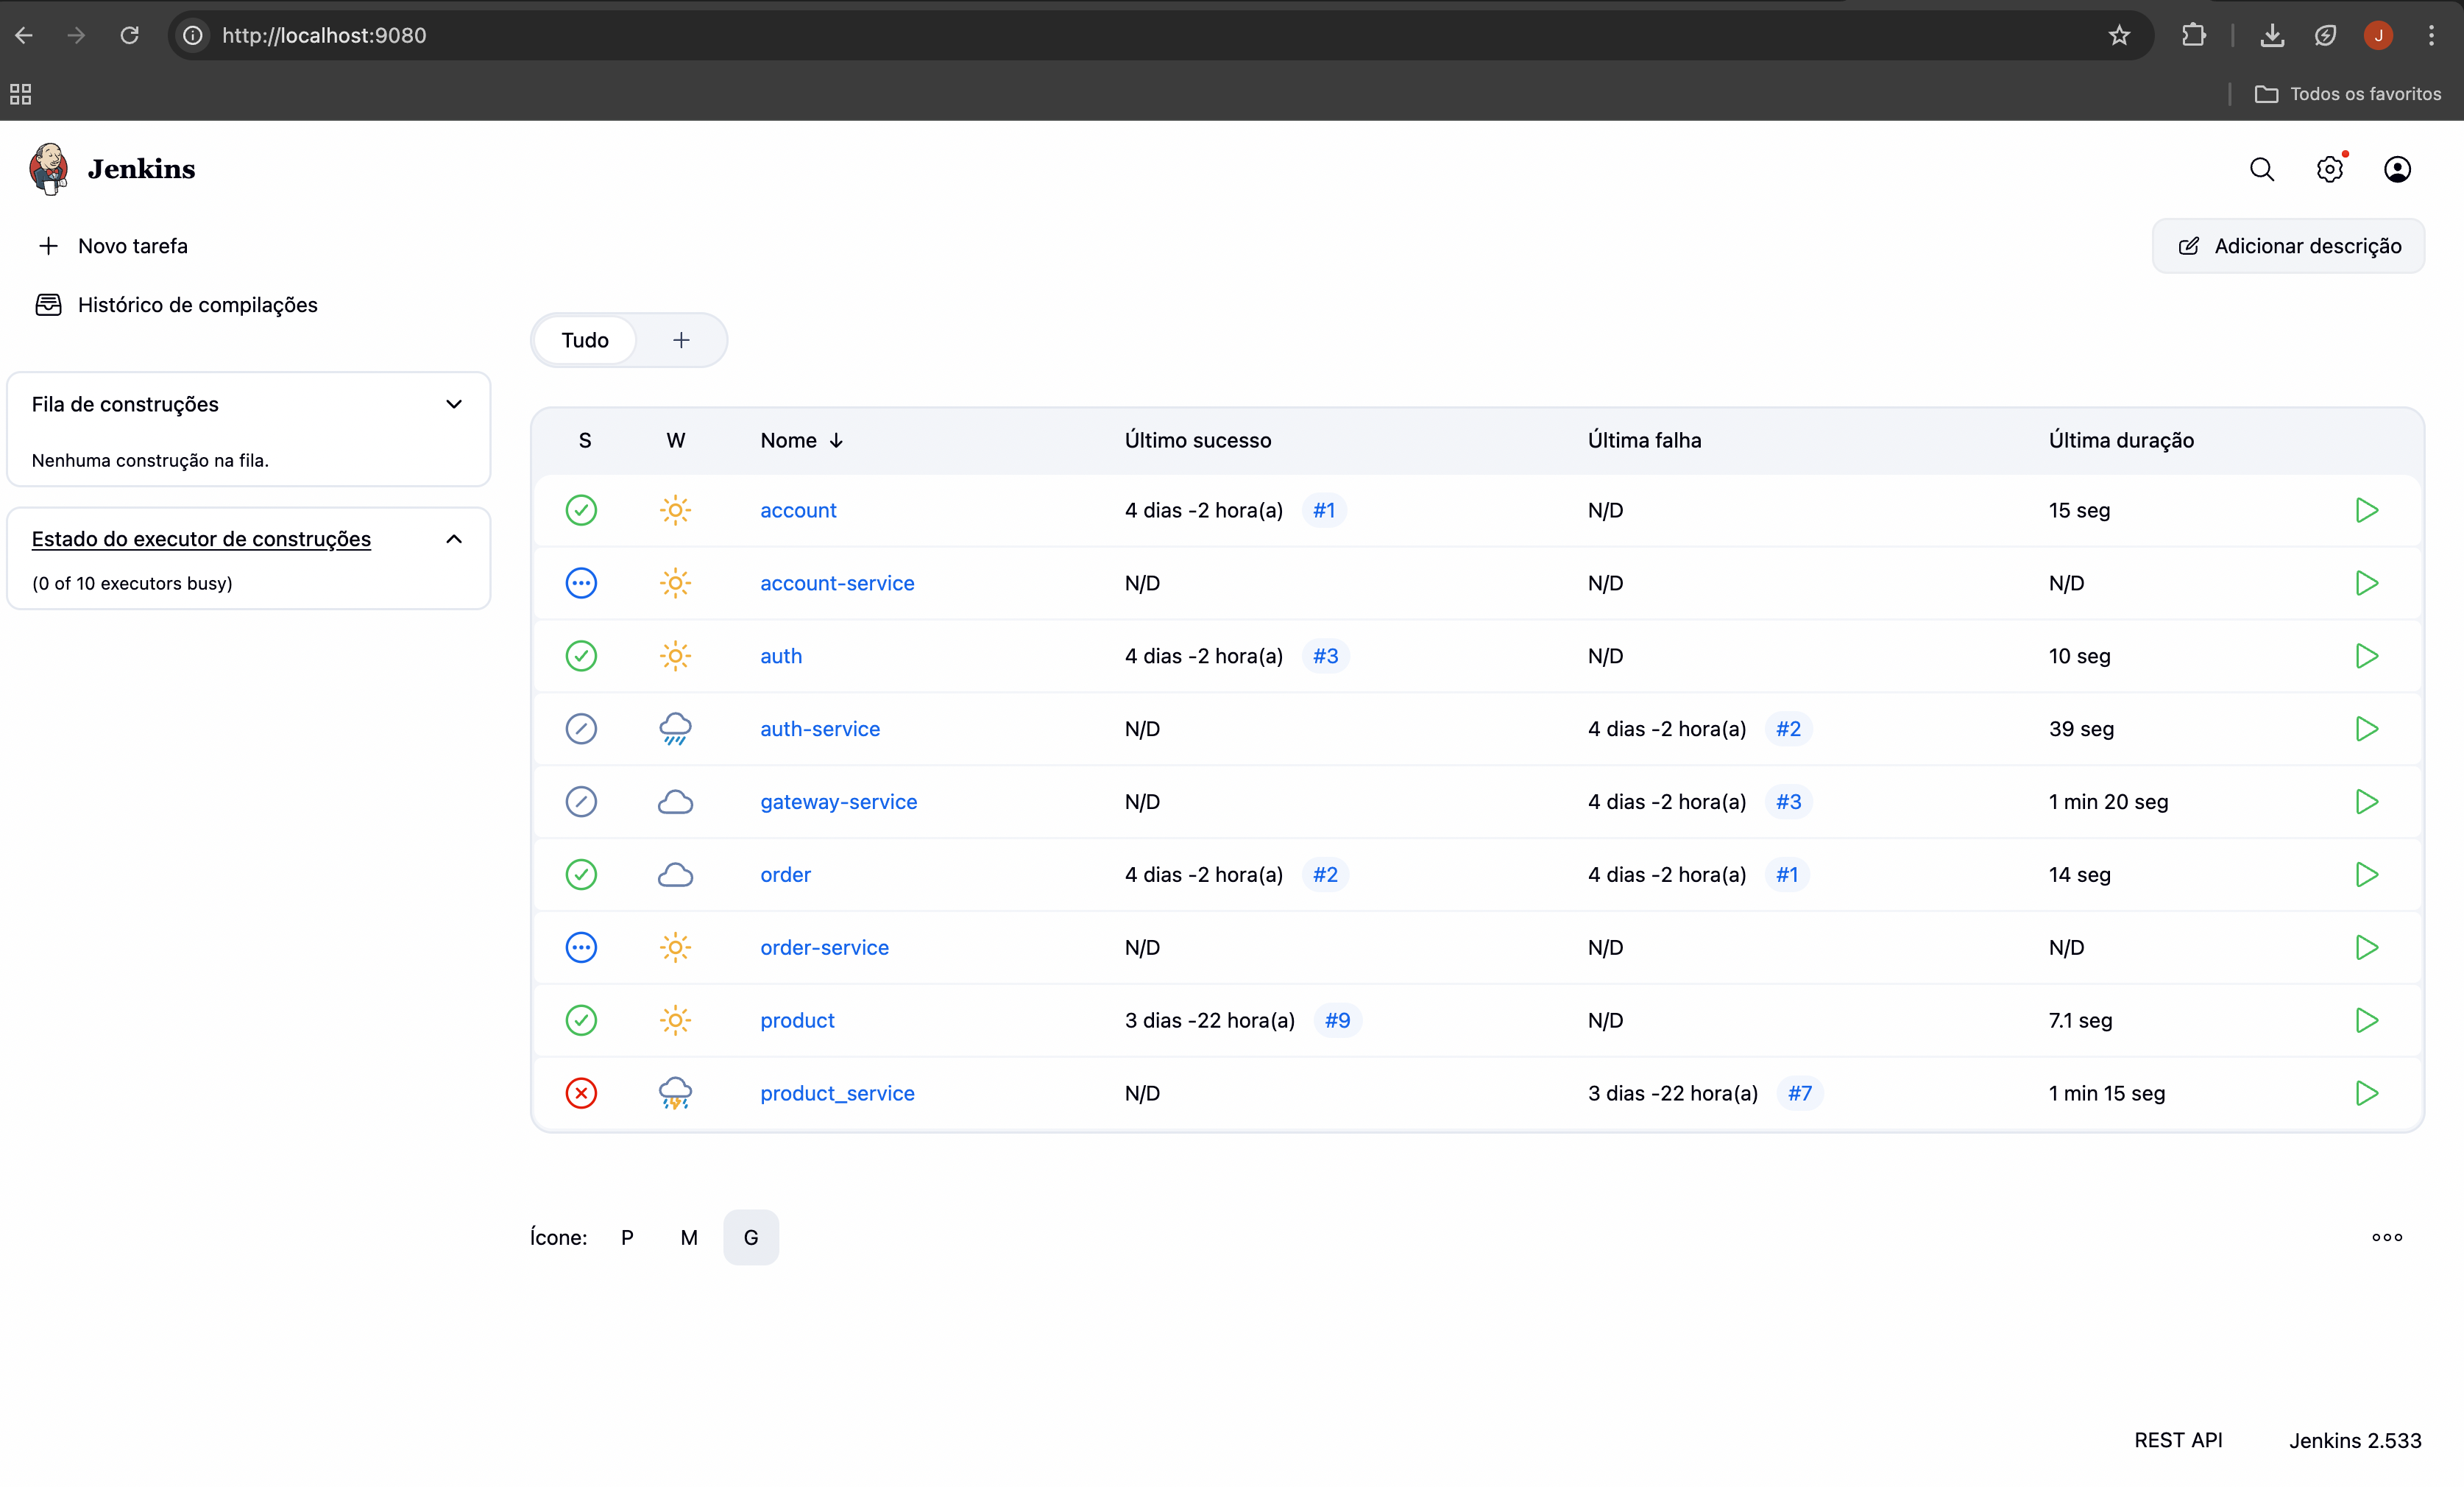 http://localhost:9080
J
Todos os favoritos
Jenkins
Novo tarefa
Adicionar descrição
Histórico de compilações
Tudo
Fila de construções
Nenhuma construção na fila.
Estado do executor de construções
(0 of 10 executors busy)
S W Nome ↓ Último sucesso Última falha Última duração
account 4 dias -2 hora(a) #1 N/D 15 seg
account-service N/D N/D N/D
auth 4 dias -2 hora(a) #3 N/D 10 seg
auth-service N/D 4 dias -2 hora(a) #2 39 seg
gateway-service N/D 4 dias -2 hora(a) #3 1 min 20 seg
order 4 dias -2 hora(a) #2 4 dias -2 hora(a) #1 14 seg
order-service N/D N/D N/D
product 3 dias -22 hora(a) #9 N/D 7.1 seg
product_service N/D 3 dias -22 hora(a) #7 1 min 15 seg
Ícone: P M G
REST API Jenkins 2.533